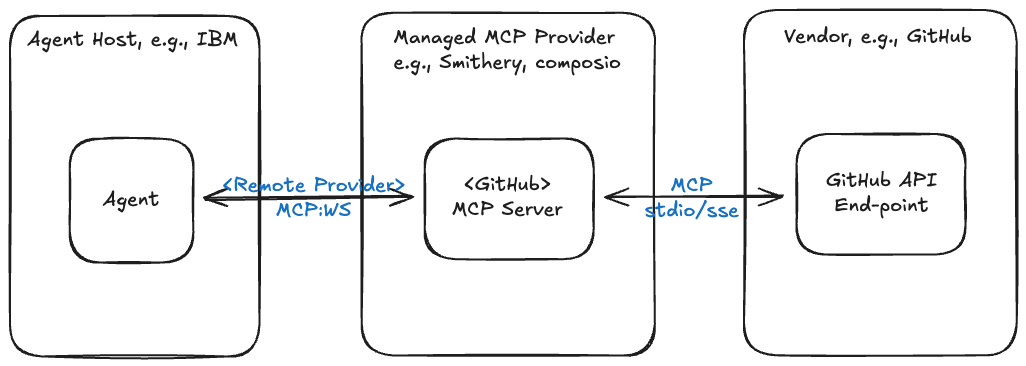 Agent Host, e.g., IBM
Managed MCP Provider
e.g., Smithery, composio
Vendor, e.g., GitHub
Agent
<Remote Provider>
MCP:WS
<GitHub>
MCP Server
MCP
stdio/sse
GitHub API
End-point